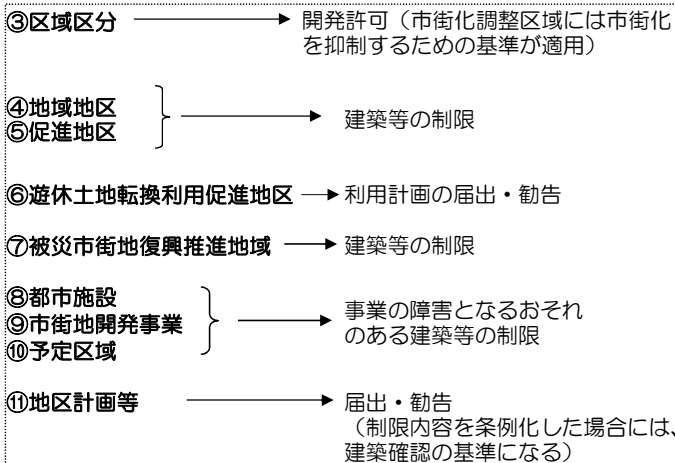 ③区域区分
開発許可（市街化調整区域には市街化
を抑制するための基準が適用）
④地域地区
⑤促進地区
建築等の制限
⑥遊休土地転換利用促進地区
利用計画の届出・勧告
⑦被災市街地復興推進地域
建築等の制限
⑧都市施設
⑨市街地開発事業
⑩予定区域
事業の障害となるおそれ
のある建築等の制限
⑪地区計画等
届出・勧告
（制限内容を条例化した場合には、
建築確認の基準になる）